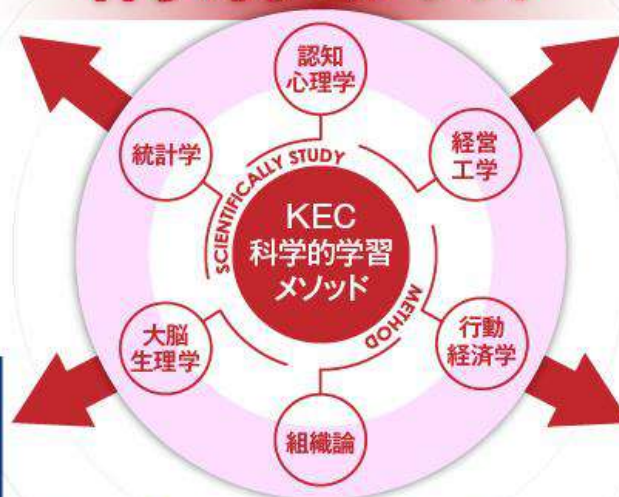 認知
心理学
統計学
経営
工学
SCIENTIFICALLY STUDY
KEC
科学的学習
メソッド
METHOD
大脳
生理学
行動
経済学
組織論